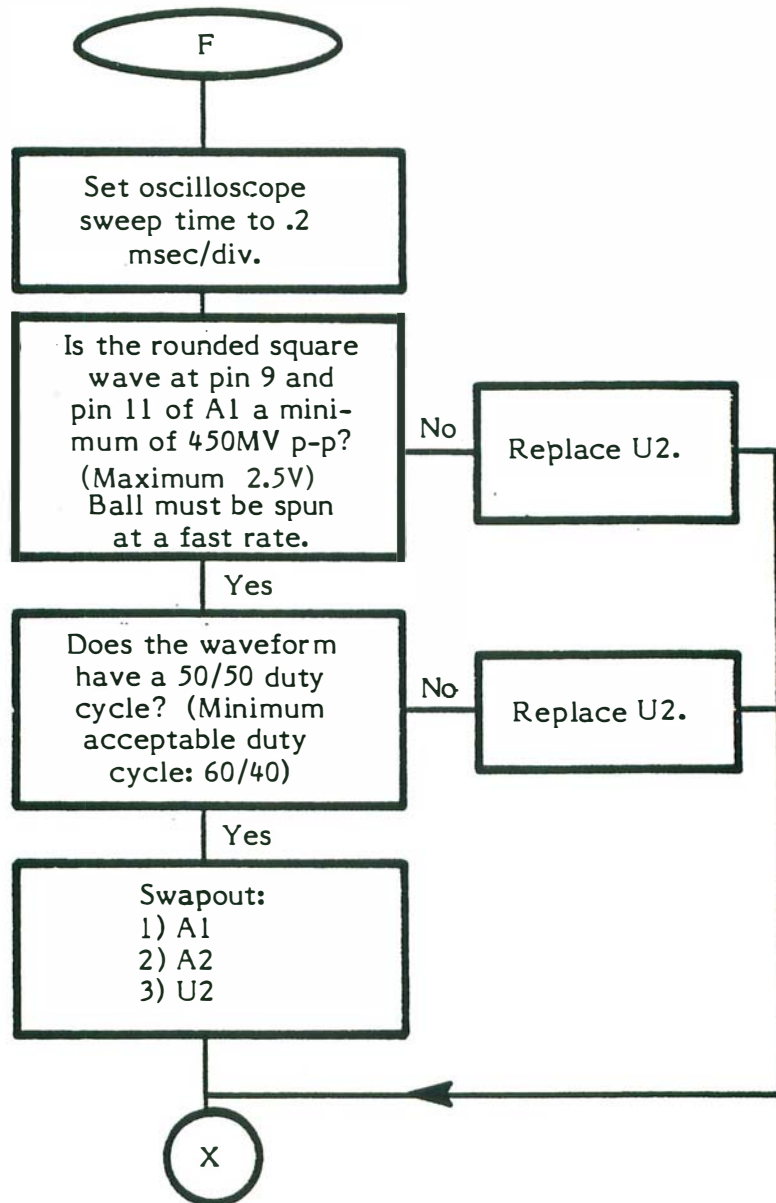 F
Set oscilloscope
sweep time to .2
msec/div.
Is the rounded square
wave at pin 9 and
pin 11 of A1 a mini-
mum of 450MV p-p?
(Maximum 2.5V)
Ball must be spun
at a fast rate.
No
Replace U2.
Yes
Does the waveform
have a 50/50 duty
cycle? (Minimum
acceptable duty
cycle: 60/40)
No
Replace U2.
Yes
Swapout:
1) A1
2) A2
3) U2
X